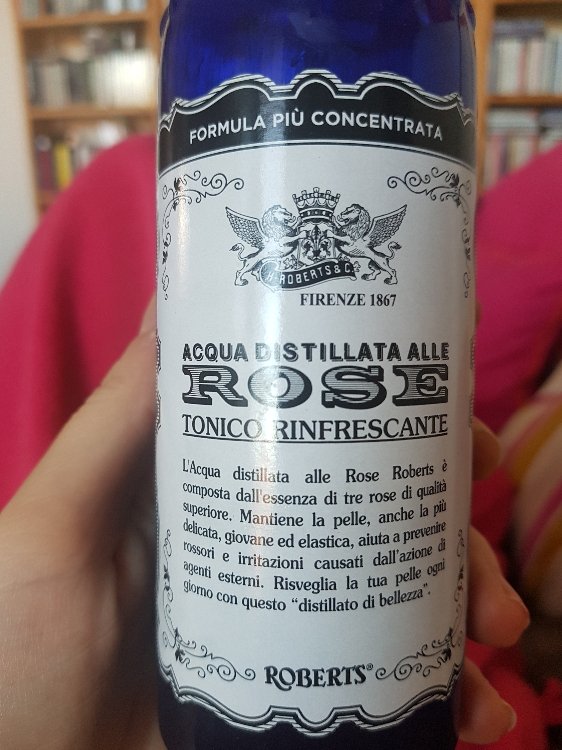 FORMULA PIÙ CONCENTRATA
ROBERTS & C.
FIRENZE 1867
ACQUA DISTILLATA ALLE
ROSE
TONICO RINFRESCANTE
L'Acqua distillata alle Rose Roberts è
composta dall'essenza di tre rose di qualità
superiore. Mantiene la pelle, anche la più
delicata, giovane ed elastica, aiuta a prevenire
rossori e irritazioni causati dall'azione di
agenti esterni. Risveglia la tua pelle ogni
giorno con questo “distillato di bellezza”.
ROBERTS®